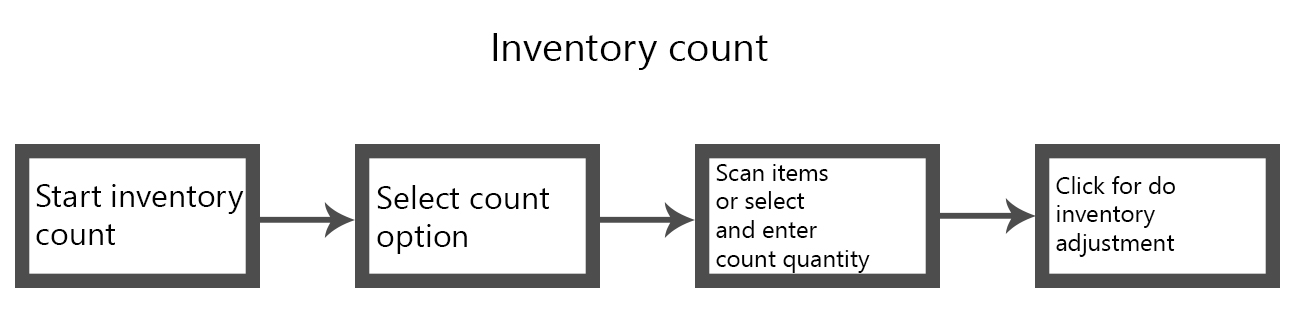 Inventory count
Start inventory
count
Select count
option
Scan items
or select
and enter
count quantity
Click for do
inventory
adjustment